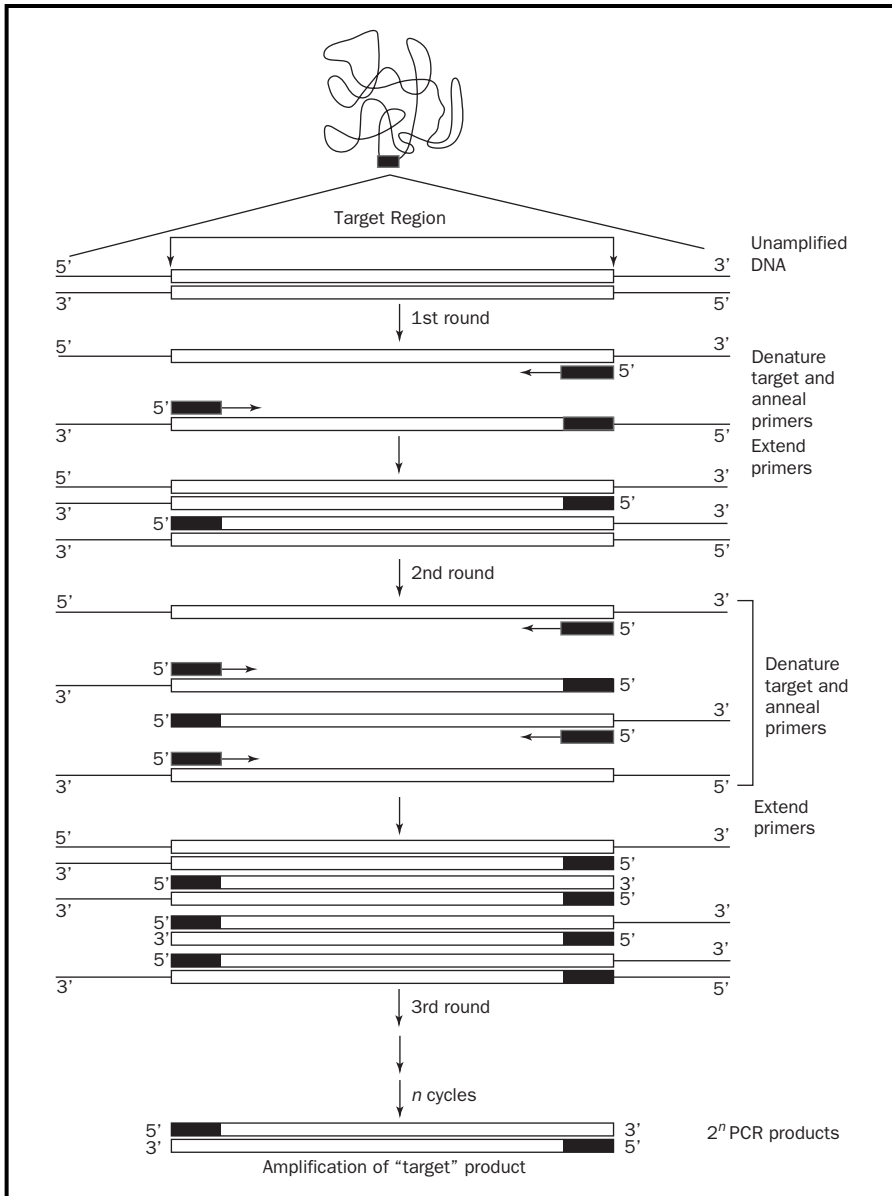 Target Region
Unamplified
DNA
5’ 3’
3’ 5’
1st round
5’ 3’
5’
Denature
target and
anneal
primers
5’
3’ 5’
Extend
primers
5’ 3’
3’ 5’
5’ 3’
3’ 5’
2nd round
5’ 3’
5’
5’
3’ 5’
5’ 3’
5’
5’
3’ 5’
Denature
target and
anneal
primers
Extend
primers
5’ 3’
3’ 5’
5’ 3’
3’ 5’
5’ 3’
3’ 5’
5’ 3’
3’ 5’
3rd round
n cycles
5’ 3’
3’ 5’
2ⁿ PCR products
Amplification of “target” product